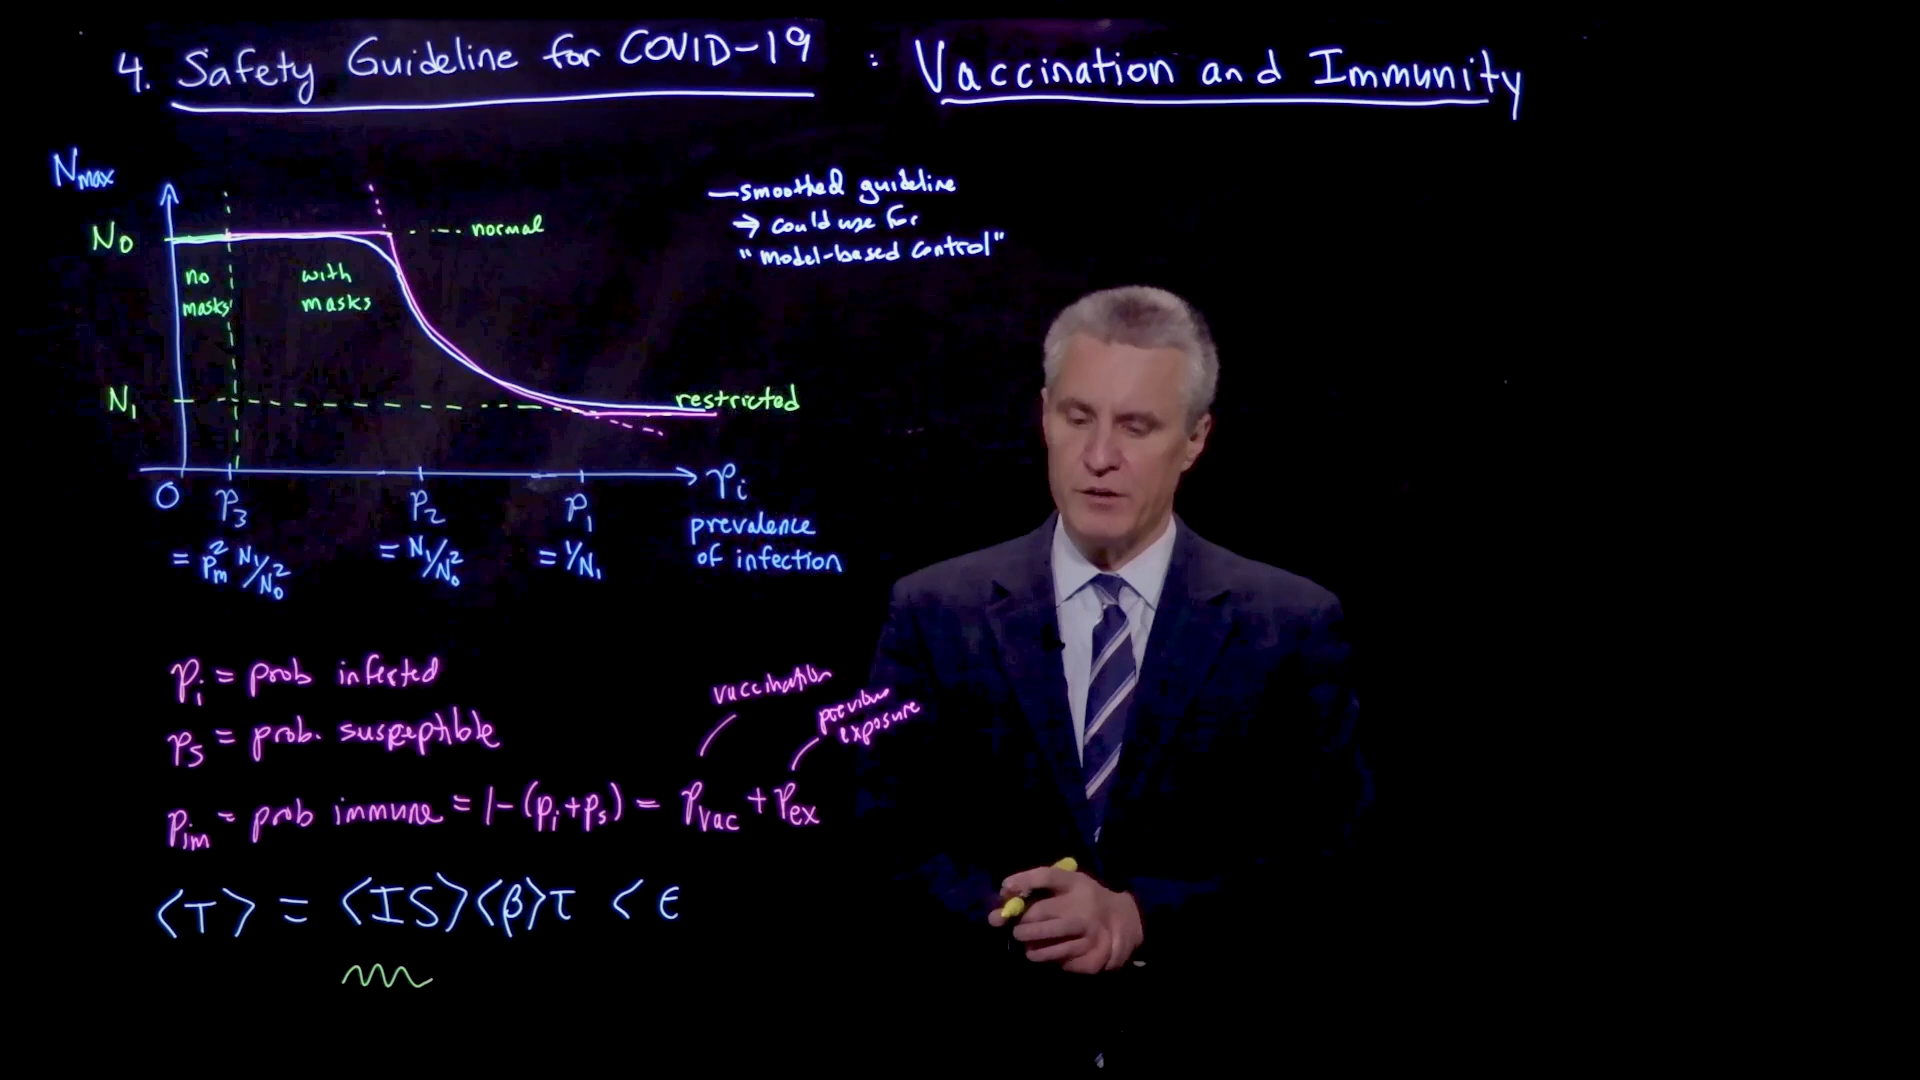 4. Safety Guideline for COVID-19 : Vaccination and Immunity
Nmax
N0
normal
no masks
with masks
N1
restricted
— smoothed guideline
→ could use for
"model-based control"
0 p3 p2 p1 pi
= pm² N1/N0² = N1/N0² = 1/N1
prevalence
of infection
pi = prob infected
ps = prob. suspeptible
vaccination
previous
exposure
pim = prob immune = 1-(pi+ps) = pvac + pex
⟨T⟩ = ⟨IS⟩⟨β⟩τ < ε